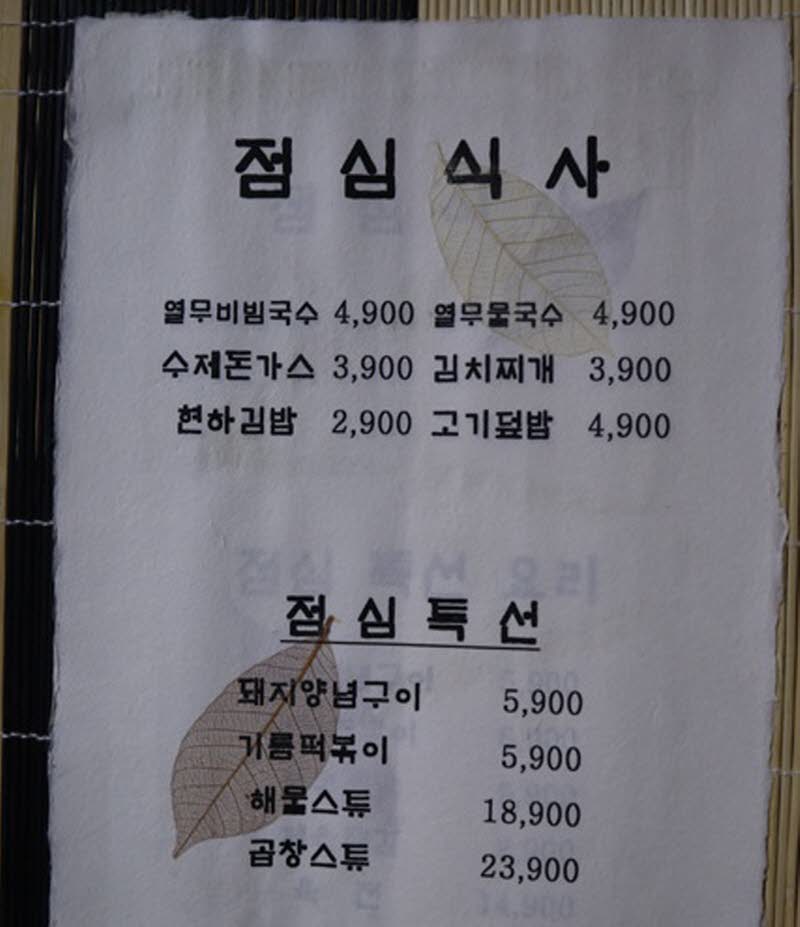 점심식사
열무비빔국수 4,900 열무물국수 4,900
수제돈가스 3,900 김치찌개 3,900
현하김밥 2,900 고기덮밥 4,900
점심특선
돼지양념구이 5,900
기름떡볶이 5,900
해물스튜 18,900
곱창스튜 23,900